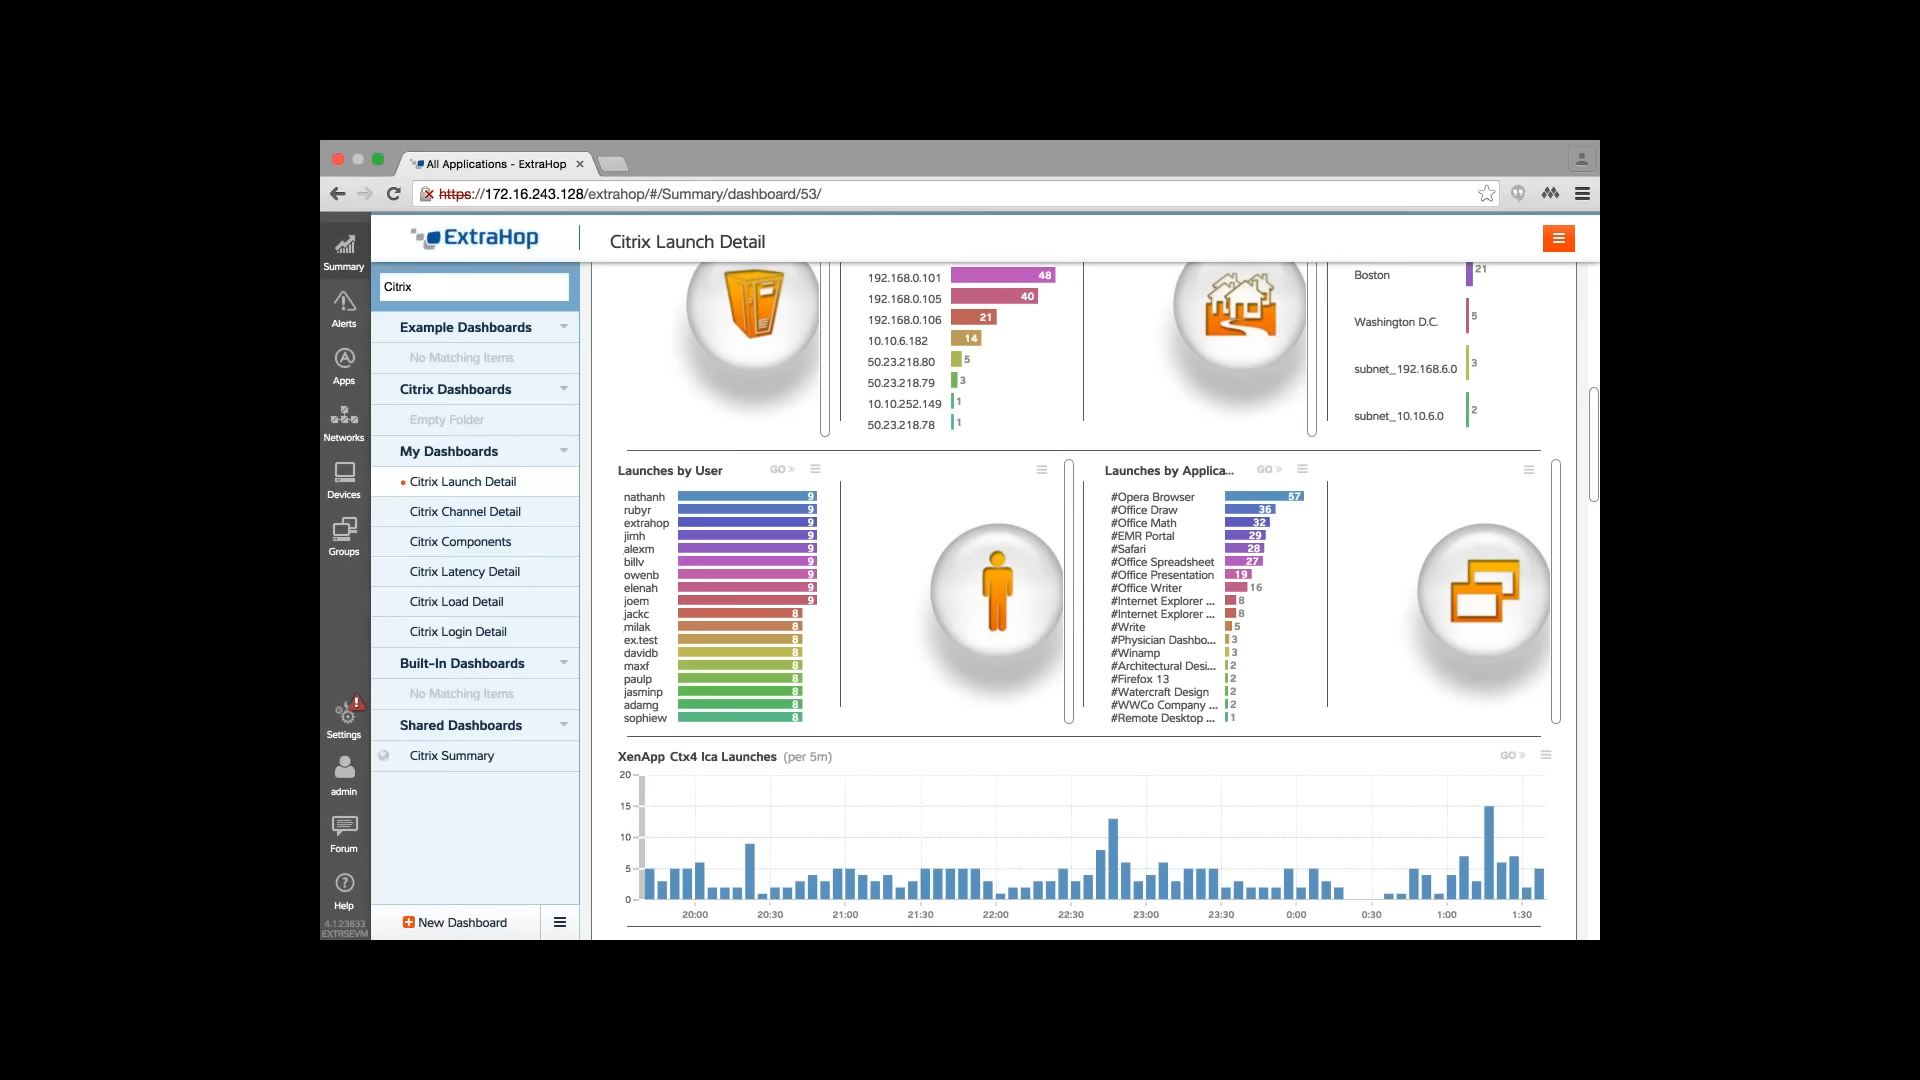 All Applications - ExtraHop
https://172.16.243.128/extrahop/#/Summary/dashboard/53/
ExtraHop
Citrix Launch Detail
Summary
Alerts
Apps
Networks
Devices
Groups
Settings
admin
Forum
Help
4.1.23833
EXTRSEVM
Citrix
Example Dashboards
No Matching Items
Citrix Dashboards
Empty Folder
My Dashboards
Citrix Launch Detail
Citrix Channel Detail
Citrix Components
Citrix Latency Detail
Citrix Load Detail
Citrix Login Detail
Built-In Dashboards
No Matching Items
Shared Dashboards
Citrix Summary
New Dashboard
192.168.0.101 48
192.168.0.105 40
192.168.0.106 21
10.10.6.182 14
50.23.218.80 5
50.23.218.79 3
10.10.252.149 1
50.23.218.78 1
Boston 21
Washington D.C. 5
subnet_192.168.6.0 3
subnet_10.10.6.0 2
Launches by User GO »
nathanh 9
rubyr 9
extrahop 9
jimh 9
alexm 9
billv 9
owenb 9
elenah 9
joem 9
jackc 8
milak 8
ex.test 8
davidb 8
maxf 8
paulp 8
jasminp 8
adamg 8
sophiew 8
Launches by Applica... GO »
#Opera Browser 57
#Office Draw 36
#Office Math 32
#EMR Portal 29
#Safari 28
#Office Spreadsheet 27
#Office Presentation 19
#Office Writer 16
#Internet Explorer ... 8
#Internet Explorer ... 8
#Write 5
#Physician Dashbo... 3
#Winamp 3
#Architectural Desi... 2
#Firefox 13 2
#Watercraft Design 2
#WWCo Company ... 2
#Remote Desktop ... 1
XenApp Ctx4 Ica Launches (per 5m) GO »
20
15
10
5
0
20:00 20:30 21:00 21:30 22:00 22:30 23:00 23:30 0:00 0:30 1:00 1:30